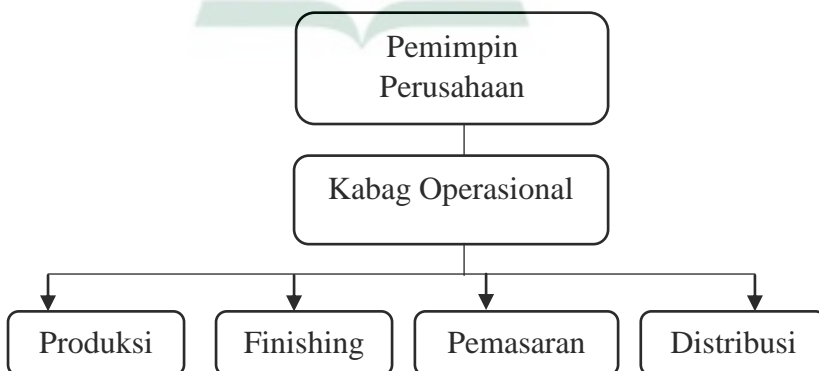 Pemimpin
Perusahaan
Kabag Operasional
Produksi
Finishing
Pemasaran
Distribusi